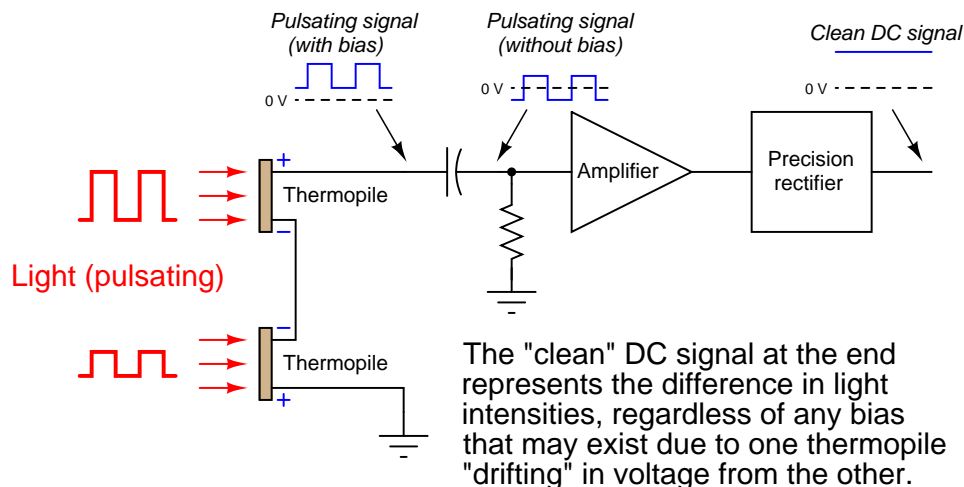 Pulsating signal
(with bias)
Pulsating signal
(without bias)
Clean DC signal
0 V
0 V
0 V
+
Thermopile
−
Amplifier
Precision
rectifier
Light (pulsating)
−
Thermopile
+
The "clean" DC signal at the end
represents the difference in light
intensities, regardless of any bias
that may exist due to one thermopile
"drifting" in voltage from the other.